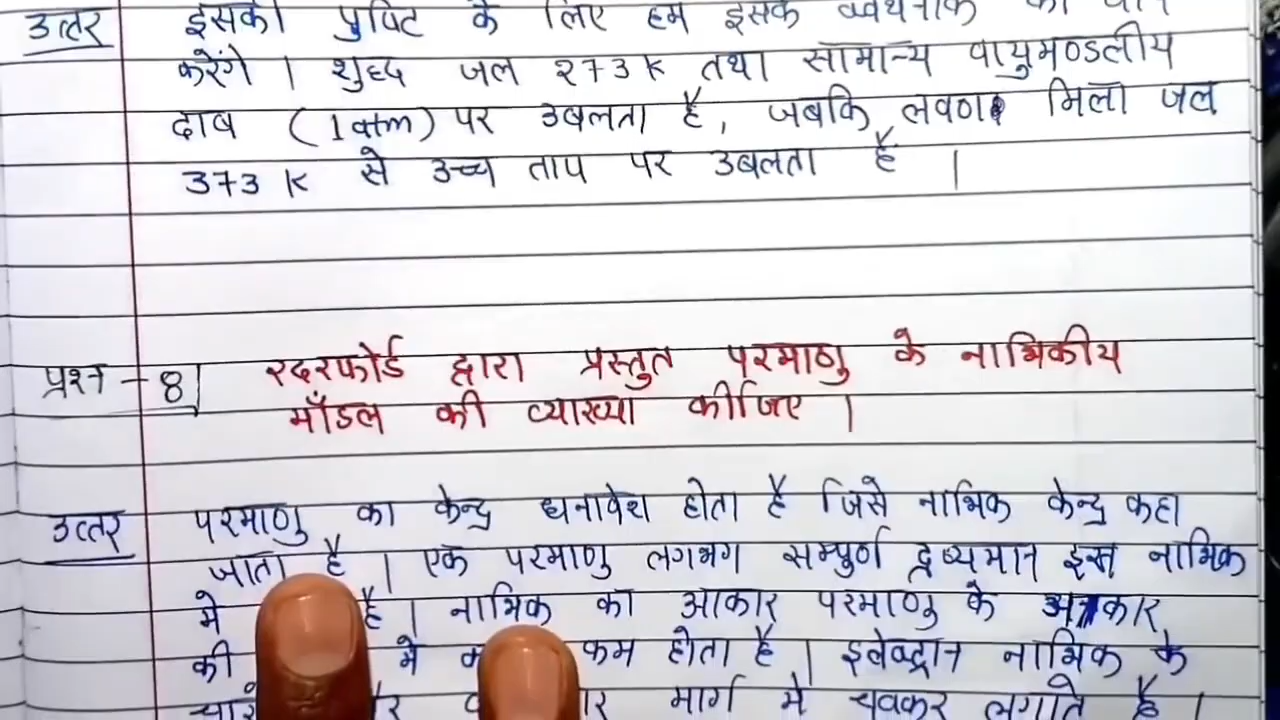 उत्तर इसकी पुष्टि के लिए हम इसके क्वथनांक
करेंगे । शुध्द जल 273 K तथा सामान्य वायुमण्डलीय
दाब (1 atm) पर उबलता है, जबकि लवण मिला जल
373 K से उच्च ताप पर उबलता है ।
प्रश्न - 8 रदरफोर्ड द्वारा प्रस्तुत परमाणु के नाभिकीय
मॉडल की व्याख्या कीजिए ।
उत्तर परमाणु का केन्द्र धनावेश होता है जिसे नाभिक केन्द्र कहा
जाता है । एक परमाणु लगभग सम्पुर्ण द्रव्यमान इस नाभिक
मे है । नाभिक का आकार परमाणु के आकार
की मे कम होता है । इलेक्ट्रान नाभिक के
मार्ग मे चक्कर लगाते है ।